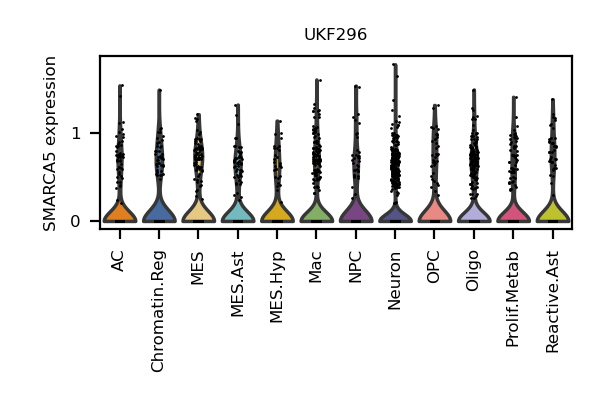 UKF296
SMARCA5 expression
1
0
AC
Chromatin.Reg
MES
MES.Ast
MES.Hyp
Mac
NPC
Neuron
OPC
Oligo
Prolif.Metab
Reactive.Ast